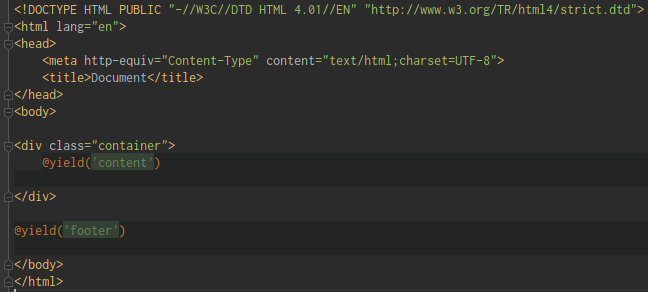 <!DOCTYPE HTML PUBLIC "-//W3C//DTD HTML 4.01//EN" "http://www.w3.org/TR/html4/strict.dtd">
<html lang="en">
<head>
    <meta http-equiv="Content-Type" content="text/html;charset=UTF-8">
    <title>Document</title>
</head>
<body>

<div class="container">
    @yield('content')

</div>

@yield('footer')

</body>
</html>